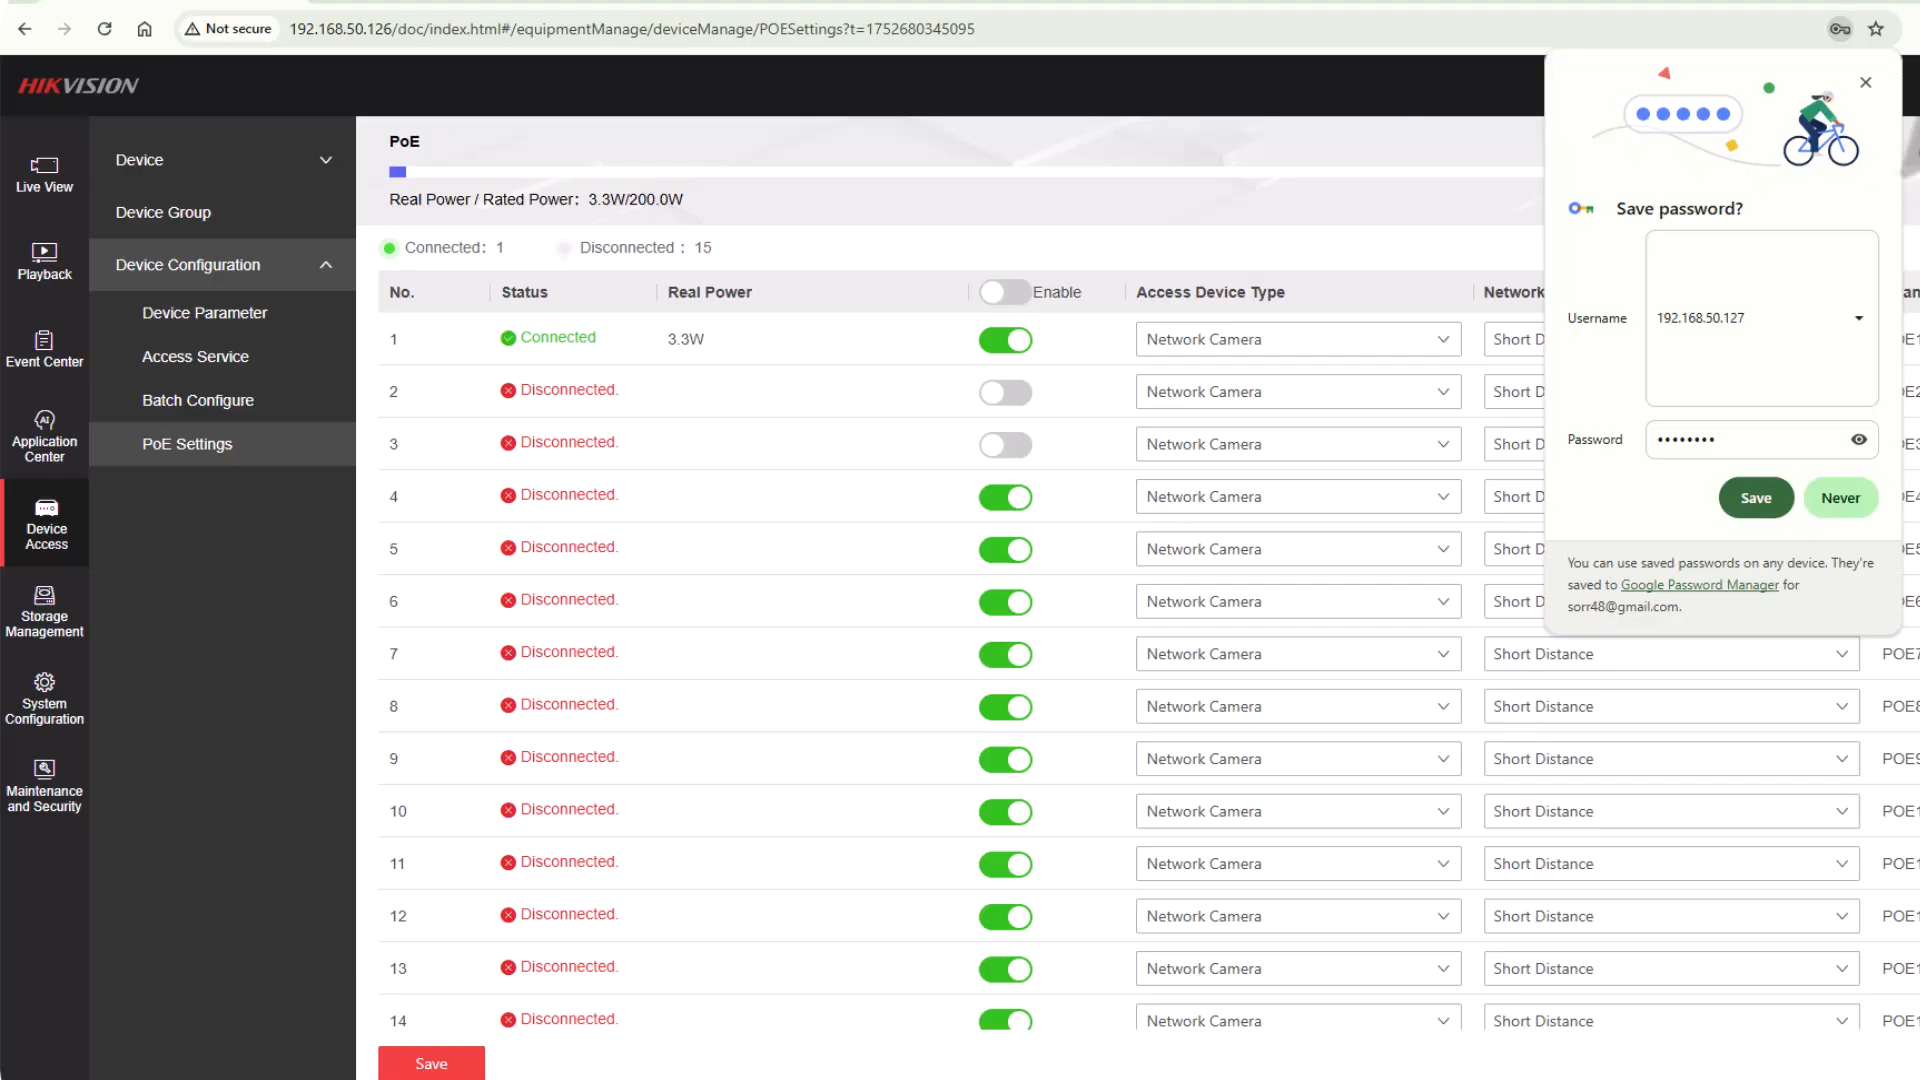 Not secure
192.168.50.126/doc/index.html#/equipmentManage/deviceManage/POESettings?t=1752680345095
HIKVISION
Live View
Playback
Event Center
Application Center
Device Access
Storage Management
System Configuration
Maintenance and Security
Device
Device Group
Device Configuration
Device Parameter
Access Service
Batch Configure
PoE Settings
PoE
Real Power / Rated Power: 3.3W/200.0W
Connected: 1 Disconnected : 15
No. Status Real Power Enable Access Device Type Network
1 Connected 3.3W Network Camera Short D
2 Disconnected. Network Camera Short D
3 Disconnected. Network Camera Short D
4 Disconnected. Network Camera Short D
5 Disconnected. Network Camera Short D
6 Disconnected. Network Camera Short D
7 Disconnected. Network Camera Short Distance POE7
8 Disconnected. Network Camera Short Distance POE8
9 Disconnected. Network Camera Short Distance POE9
10 Disconnected. Network Camera Short Distance POE1
11 Disconnected. Network Camera Short Distance POE1
12 Disconnected. Network Camera Short Distance POE1
13 Disconnected. Network Camera Short Distance POE1
14 Disconnected. Network Camera Short Distance POE1
Save
Save password?
Username 192.168.50.127
Password ••••••••
Save Never
You can use saved passwords on any device. They're
saved to Google Password Manager for
sorr48@gmail.com.